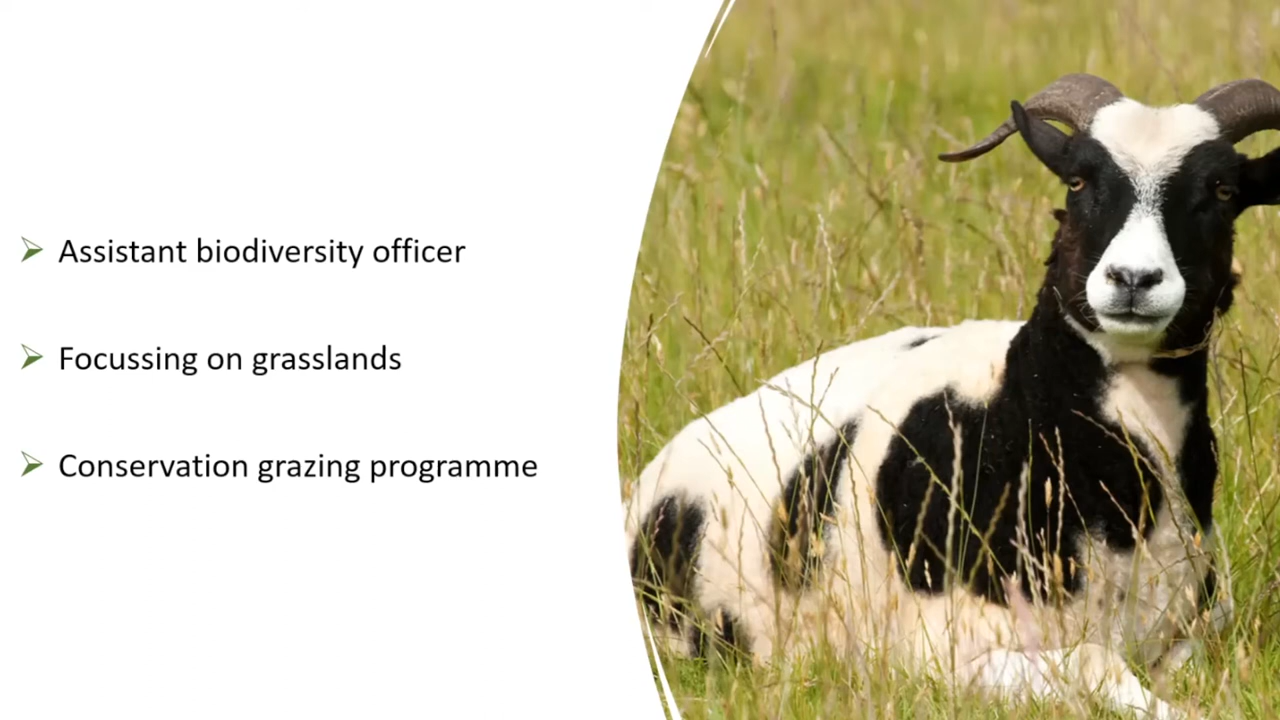 Assistant biodiversity officer
Focussing on grasslands
Conservation grazing programme